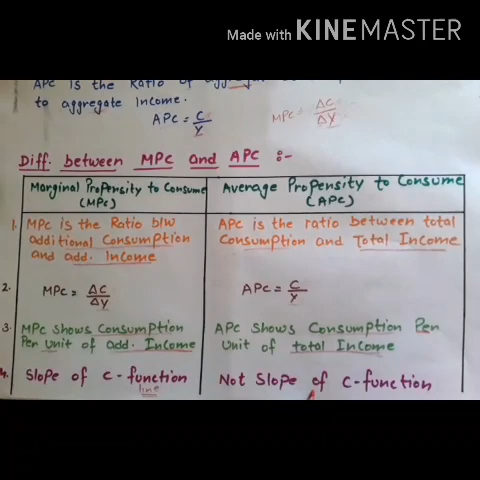 Made with KINEMASTER
APC is the Ratio of aggregate
to aggregate Income.
APC = C/Y
MPC = ΔC/ΔY
Diff. between MPC and APC :-
Marginal Propensity to Consume
(MPC)
Average Propensity to Consume
(APC)
1. MPC is the Ratio b/w
additional Consumption
and add. Income
APC is the ratio between total
Consumption and Total Income
2. MPC = ΔC/ΔY
APC = C/Y
3. MPC shows Consumption
Per Unit of add. Income
APC shows Consumption Per
Unit of total Income
4. Slope of C-function
line
Not Slope of C-function